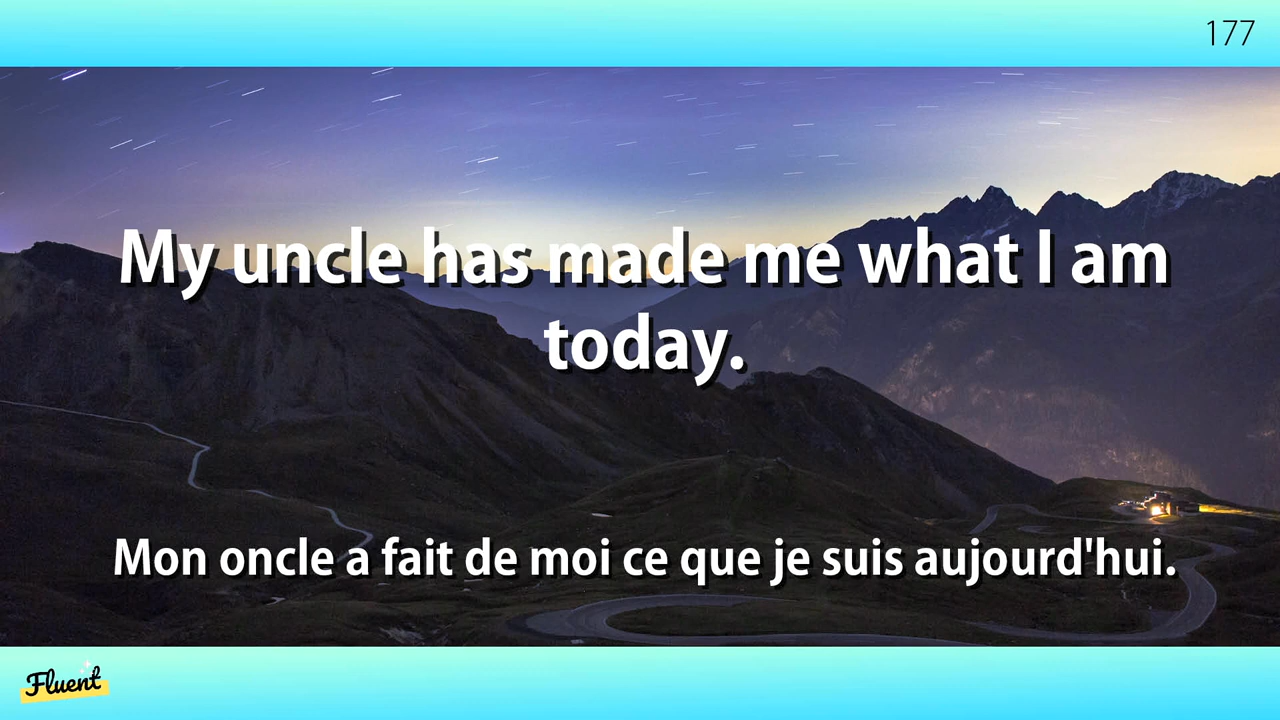 177
My uncle has made me what I am
today.
Mon oncle a fait de moi ce que je suis aujourd'hui.
Fluent